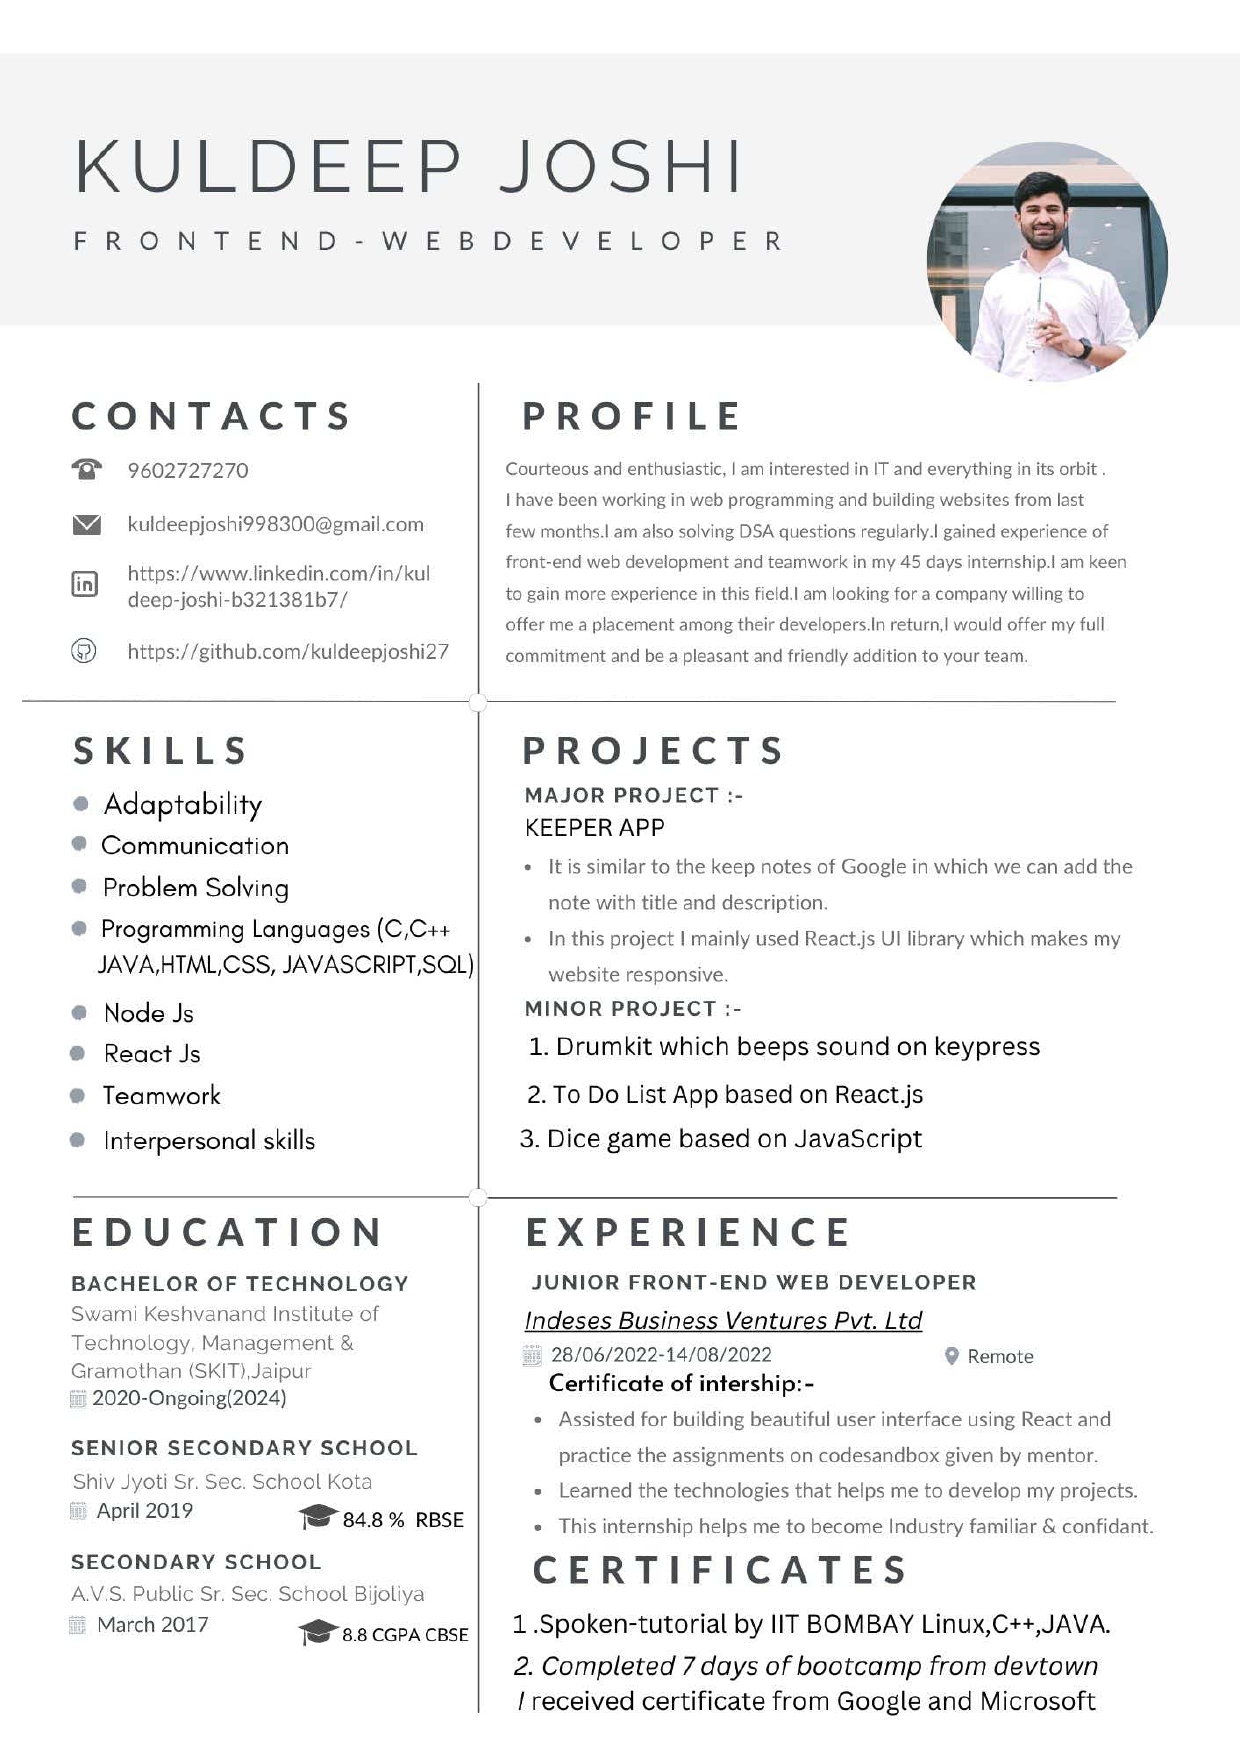 KULDEEP JOSHI
FRONTEND-WEBDEVELOPER
CONTACTS
9602727270
kuldeepjoshi998300@gmail.com
https://www.linkedin.com/in/kul
deep-joshi-b321381b7/
https://github.com/kuldeepjoshi27
PROFILE
Courteous and enthusiastic, I am interested in IT and everything in its orbit .
I have been working in web programming and building websites from last
few months.I am also solving DSA questions regularly.I gained experience of
front-end web development and teamwork in my 45 days internship.I am keen
to gain more experience in this field.I am looking for a company willing to
offer me a placement among their developers.In return,I would offer my full
commitment and be a pleasant and friendly addition to your team.
SKILLS
Adaptability
Communication
Problem Solving
Programming Languages (C,C++
JAVA,HTML,CSS, JAVASCRIPT,SQL)
Node Js
React Js
Teamwork
Interpersonal skills
PROJECTS
MAJOR PROJECT :-
KEEPER APP
• It is similar to the keep notes of Google in which we can add the
note with title and description.
• In this project I mainly used React.js UI library which makes my
website responsive.
MINOR PROJECT :-
1. Drumkit which beeps sound on keypress
2. To Do List App based on React.js
3. Dice game based on JavaScript
EDUCATION
BACHELOR OF TECHNOLOGY
Swami Keshvanand Institute of
Technology, Management &
Gramothan (SKIT),Jaipur
2020-Ongoing(2024)
SENIOR SECONDARY SCHOOL
Shiv Jyoti Sr. Sec. School Kota
April 2019 84.8 % RBSE
SECONDARY SCHOOL
A.V.S. Public Sr. Sec. School Bijoliya
March 2017 8.8 CGPA CBSE
EXPERIENCE
JUNIOR FRONT-END WEB DEVELOPER
Indeses Business Ventures Pvt. Ltd
28/06/2022-14/08/2022 Remote
Certificate of intership:-
• Assisted for building beautiful user interface using React and
practice the assignments on codesandbox given by mentor.
• Learned the technologies that helps me to develop my projects.
• This internship helps me to become Industry familiar & confidant.
CERTIFICATES
1 .Spoken-tutorial by IIT BOMBAY Linux,C++,JAVA.
2. Completed 7 days of bootcamp from devtown
I received certificate from Google and Microsoft